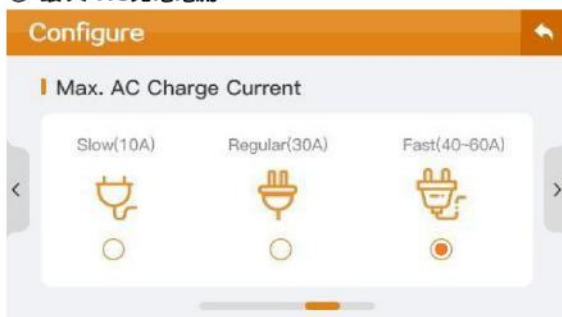 Configure
Max. AC Charge Current
Slow(10A) Regular(30A) Fast(40~60A)